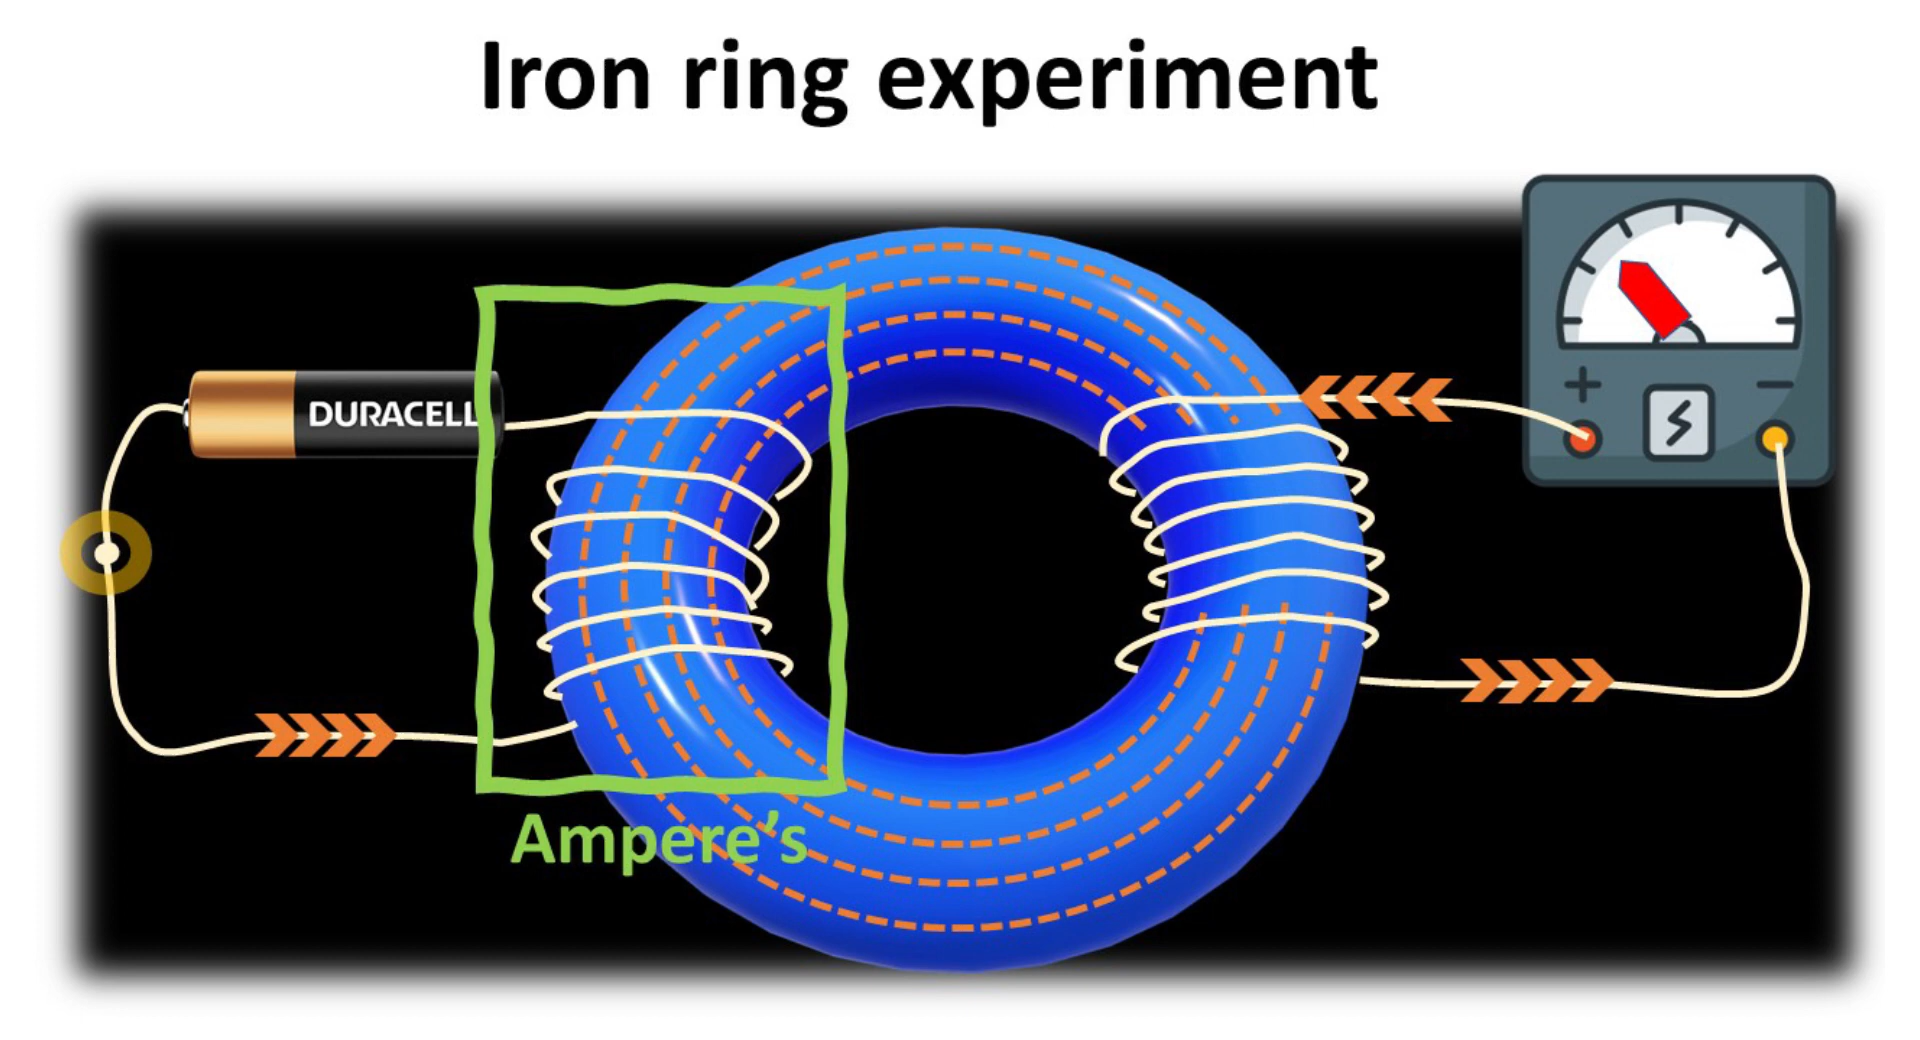 Iron ring experiment
DURACELL
+ −
Ampere's